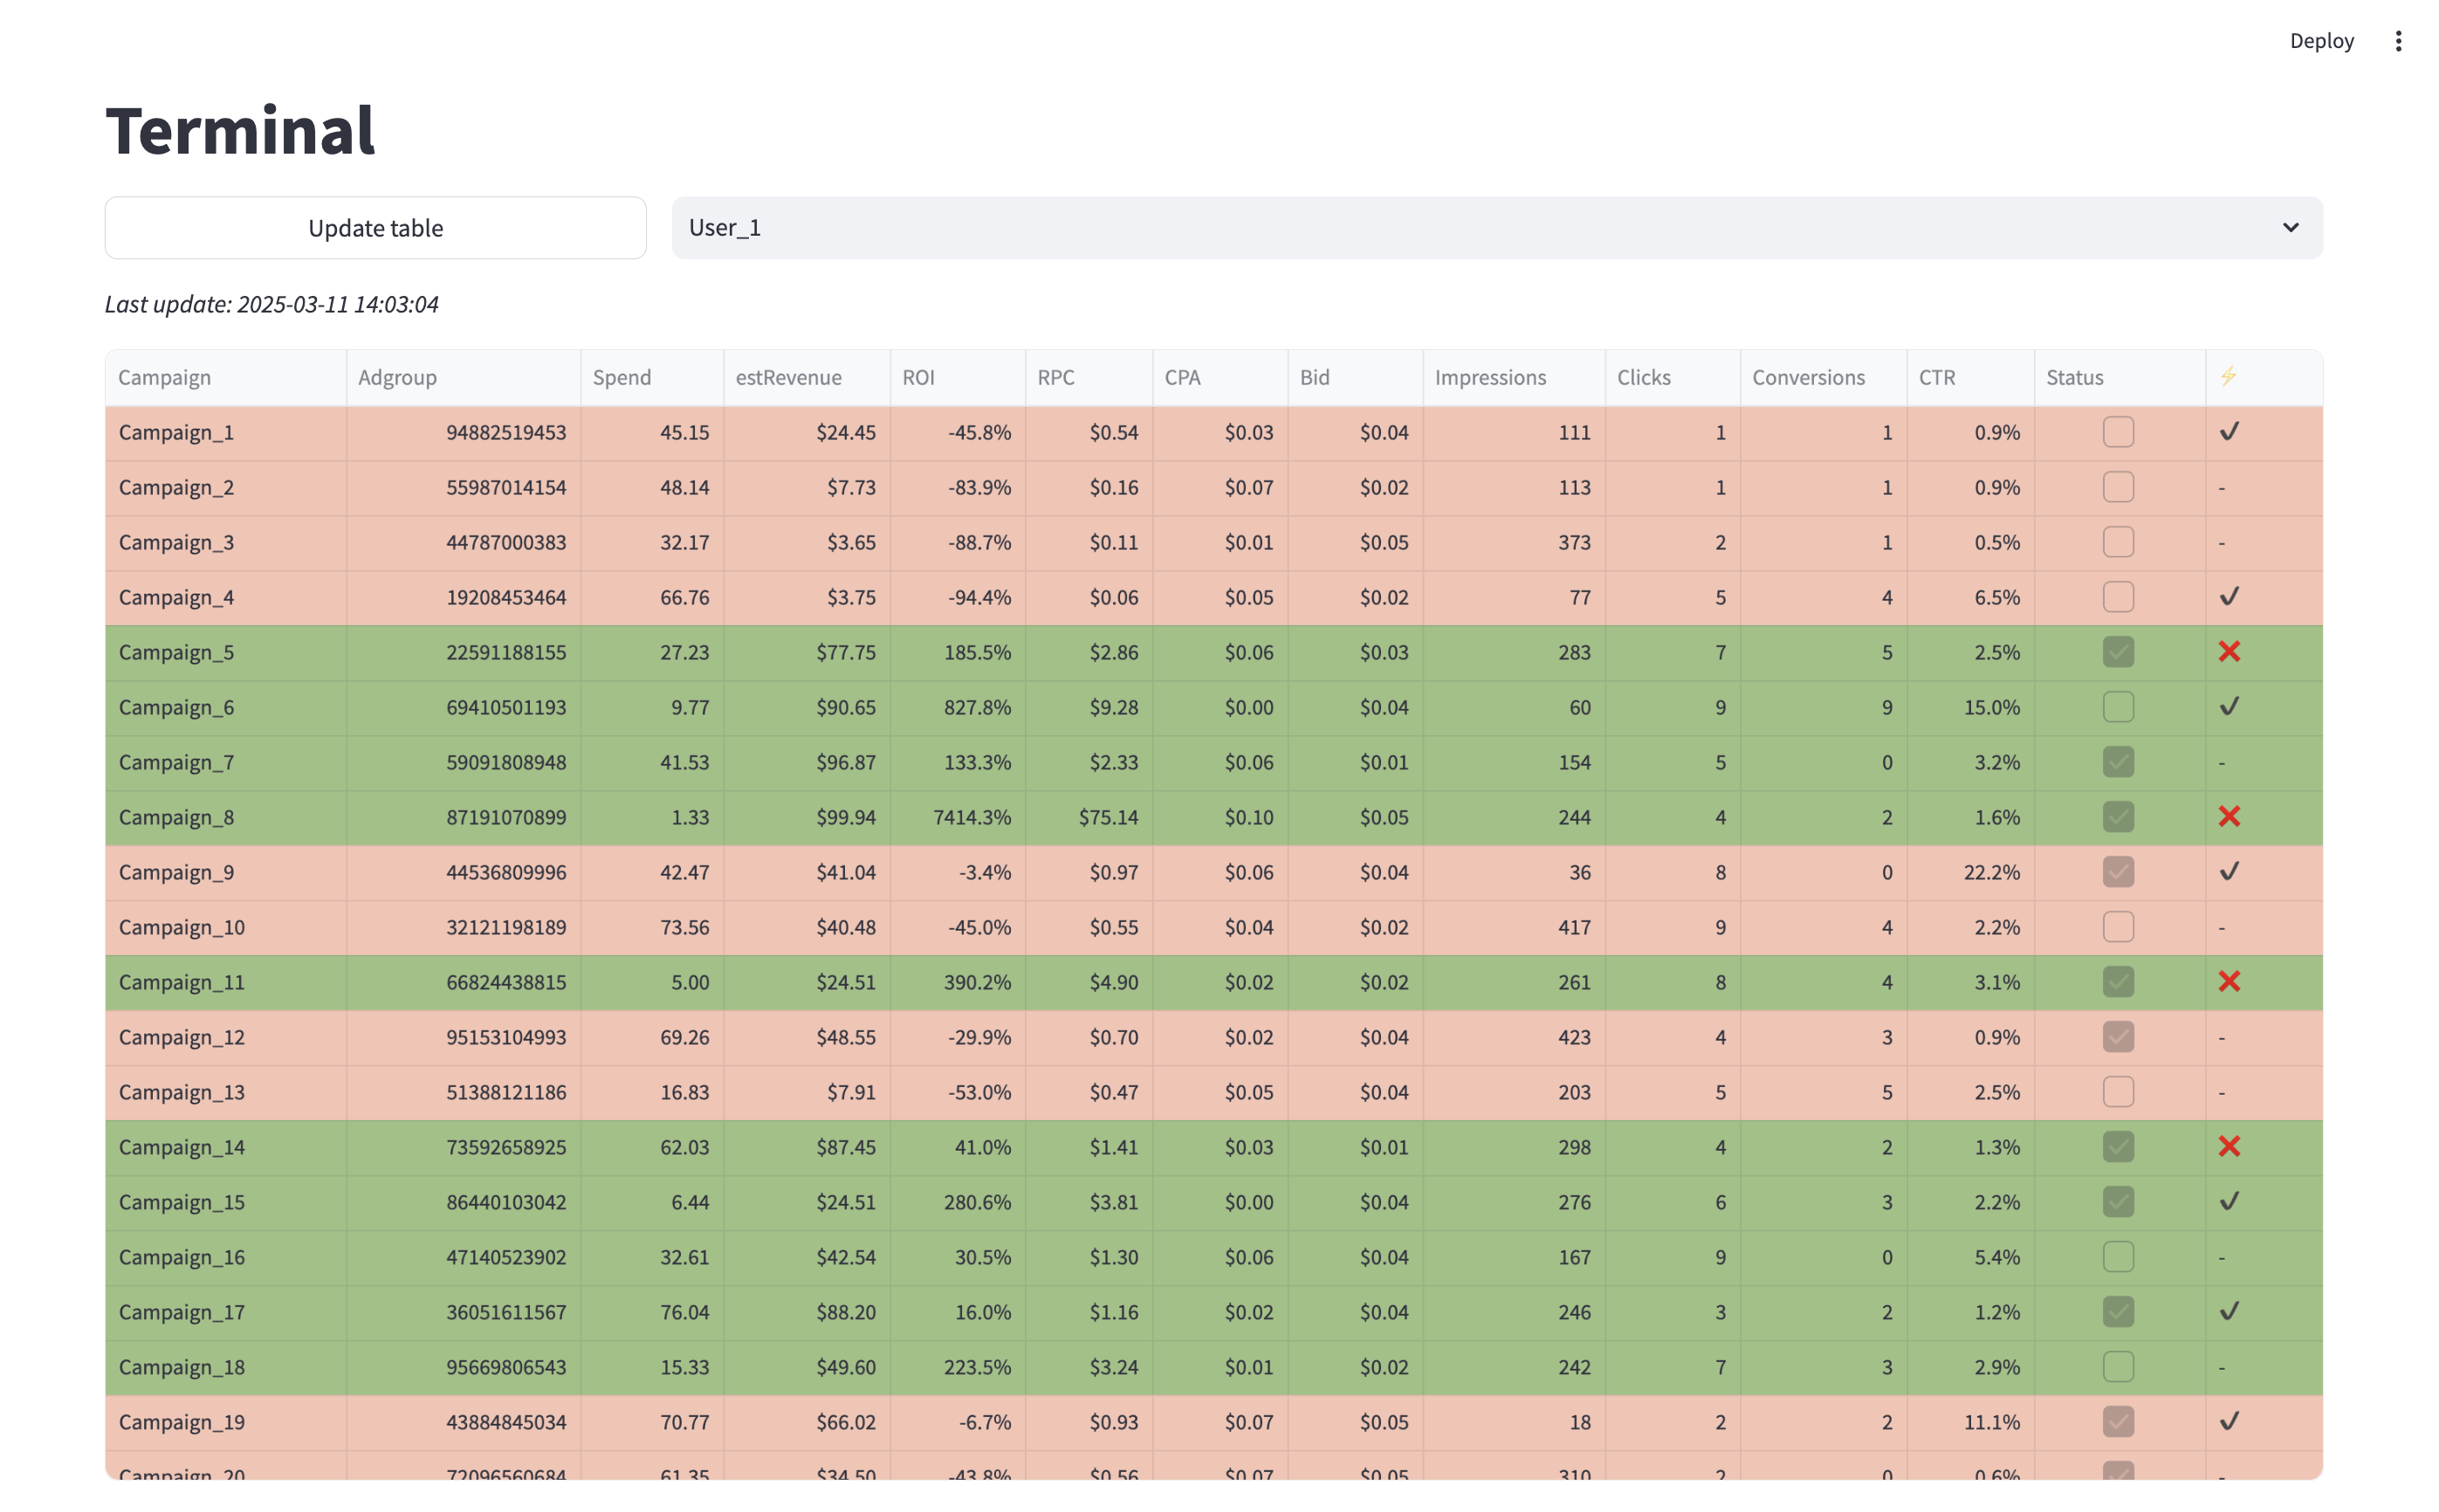 Deploy
Terminal
Update table
User_1
Last update: 2025-03-11 14:03:04
Campaign Adgroup Spend estRevenue ROI RPC CPA Bid Impressions Clicks Conversions CTR Status ⚡
Campaign_1 94882519453 45.15 $24.45 -45.8% $0.54 $0.03 $0.04 111 1 1 0.9% ✔
Campaign_2 55987014154 48.14 $7.73 -83.9% $0.16 $0.07 $0.02 113 1 1 0.9% -
Campaign_3 44787000383 32.17 $3.65 -88.7% $0.11 $0.01 $0.05 373 2 1 0.5% -
Campaign_4 19208453464 66.76 $3.75 -94.4% $0.06 $0.05 $0.02 77 5 4 6.5% ✔
Campaign_5 22591188155 27.23 $77.75 185.5% $2.86 $0.06 $0.03 283 7 5 2.5% ❌
Campaign_6 69410501193 9.77 $90.65 827.8% $9.28 $0.00 $0.04 60 9 9 15.0% ✔
Campaign_7 59091808948 41.53 $96.87 133.3% $2.33 $0.06 $0.01 154 5 0 3.2% -
Campaign_8 87191070899 1.33 $99.94 7414.3% $75.14 $0.10 $0.05 244 4 2 1.6% ❌
Campaign_9 44536809996 42.47 $41.04 -3.4% $0.97 $0.06 $0.04 36 8 0 22.2% ✔
Campaign_10 32121198189 73.56 $40.48 -45.0% $0.55 $0.04 $0.02 417 9 4 2.2% -
Campaign_11 66824438815 5.00 $24.51 390.2% $4.90 $0.02 $0.02 261 8 4 3.1% ❌
Campaign_12 95153104993 69.26 $48.55 -29.9% $0.70 $0.02 $0.04 423 4 3 0.9% -
Campaign_13 51388121186 16.83 $7.91 -53.0% $0.47 $0.05 $0.04 203 5 5 2.5% -
Campaign_14 73592658925 62.03 $87.45 41.0% $1.41 $0.03 $0.01 298 4 2 1.3% ❌
Campaign_15 86440103042 6.44 $24.51 280.6% $3.81 $0.00 $0.04 276 6 3 2.2% ✔
Campaign_16 47140523902 32.61 $42.54 30.5% $1.30 $0.06 $0.04 167 9 0 5.4% -
Campaign_17 36051611567 76.04 $88.20 16.0% $1.16 $0.02 $0.04 246 3 2 1.2% ✔
Campaign_18 95669806543 15.33 $49.60 223.5% $3.24 $0.01 $0.02 242 7 3 2.9% -
Campaign_19 43884845034 70.77 $66.02 -6.7% $0.93 $0.07 $0.05 18 2 2 11.1% ✔
Campaign_20 72096560684 61.35 $34.50 -43.8% $0.56 $0.07 $0.05 310 2 0 0.6% -